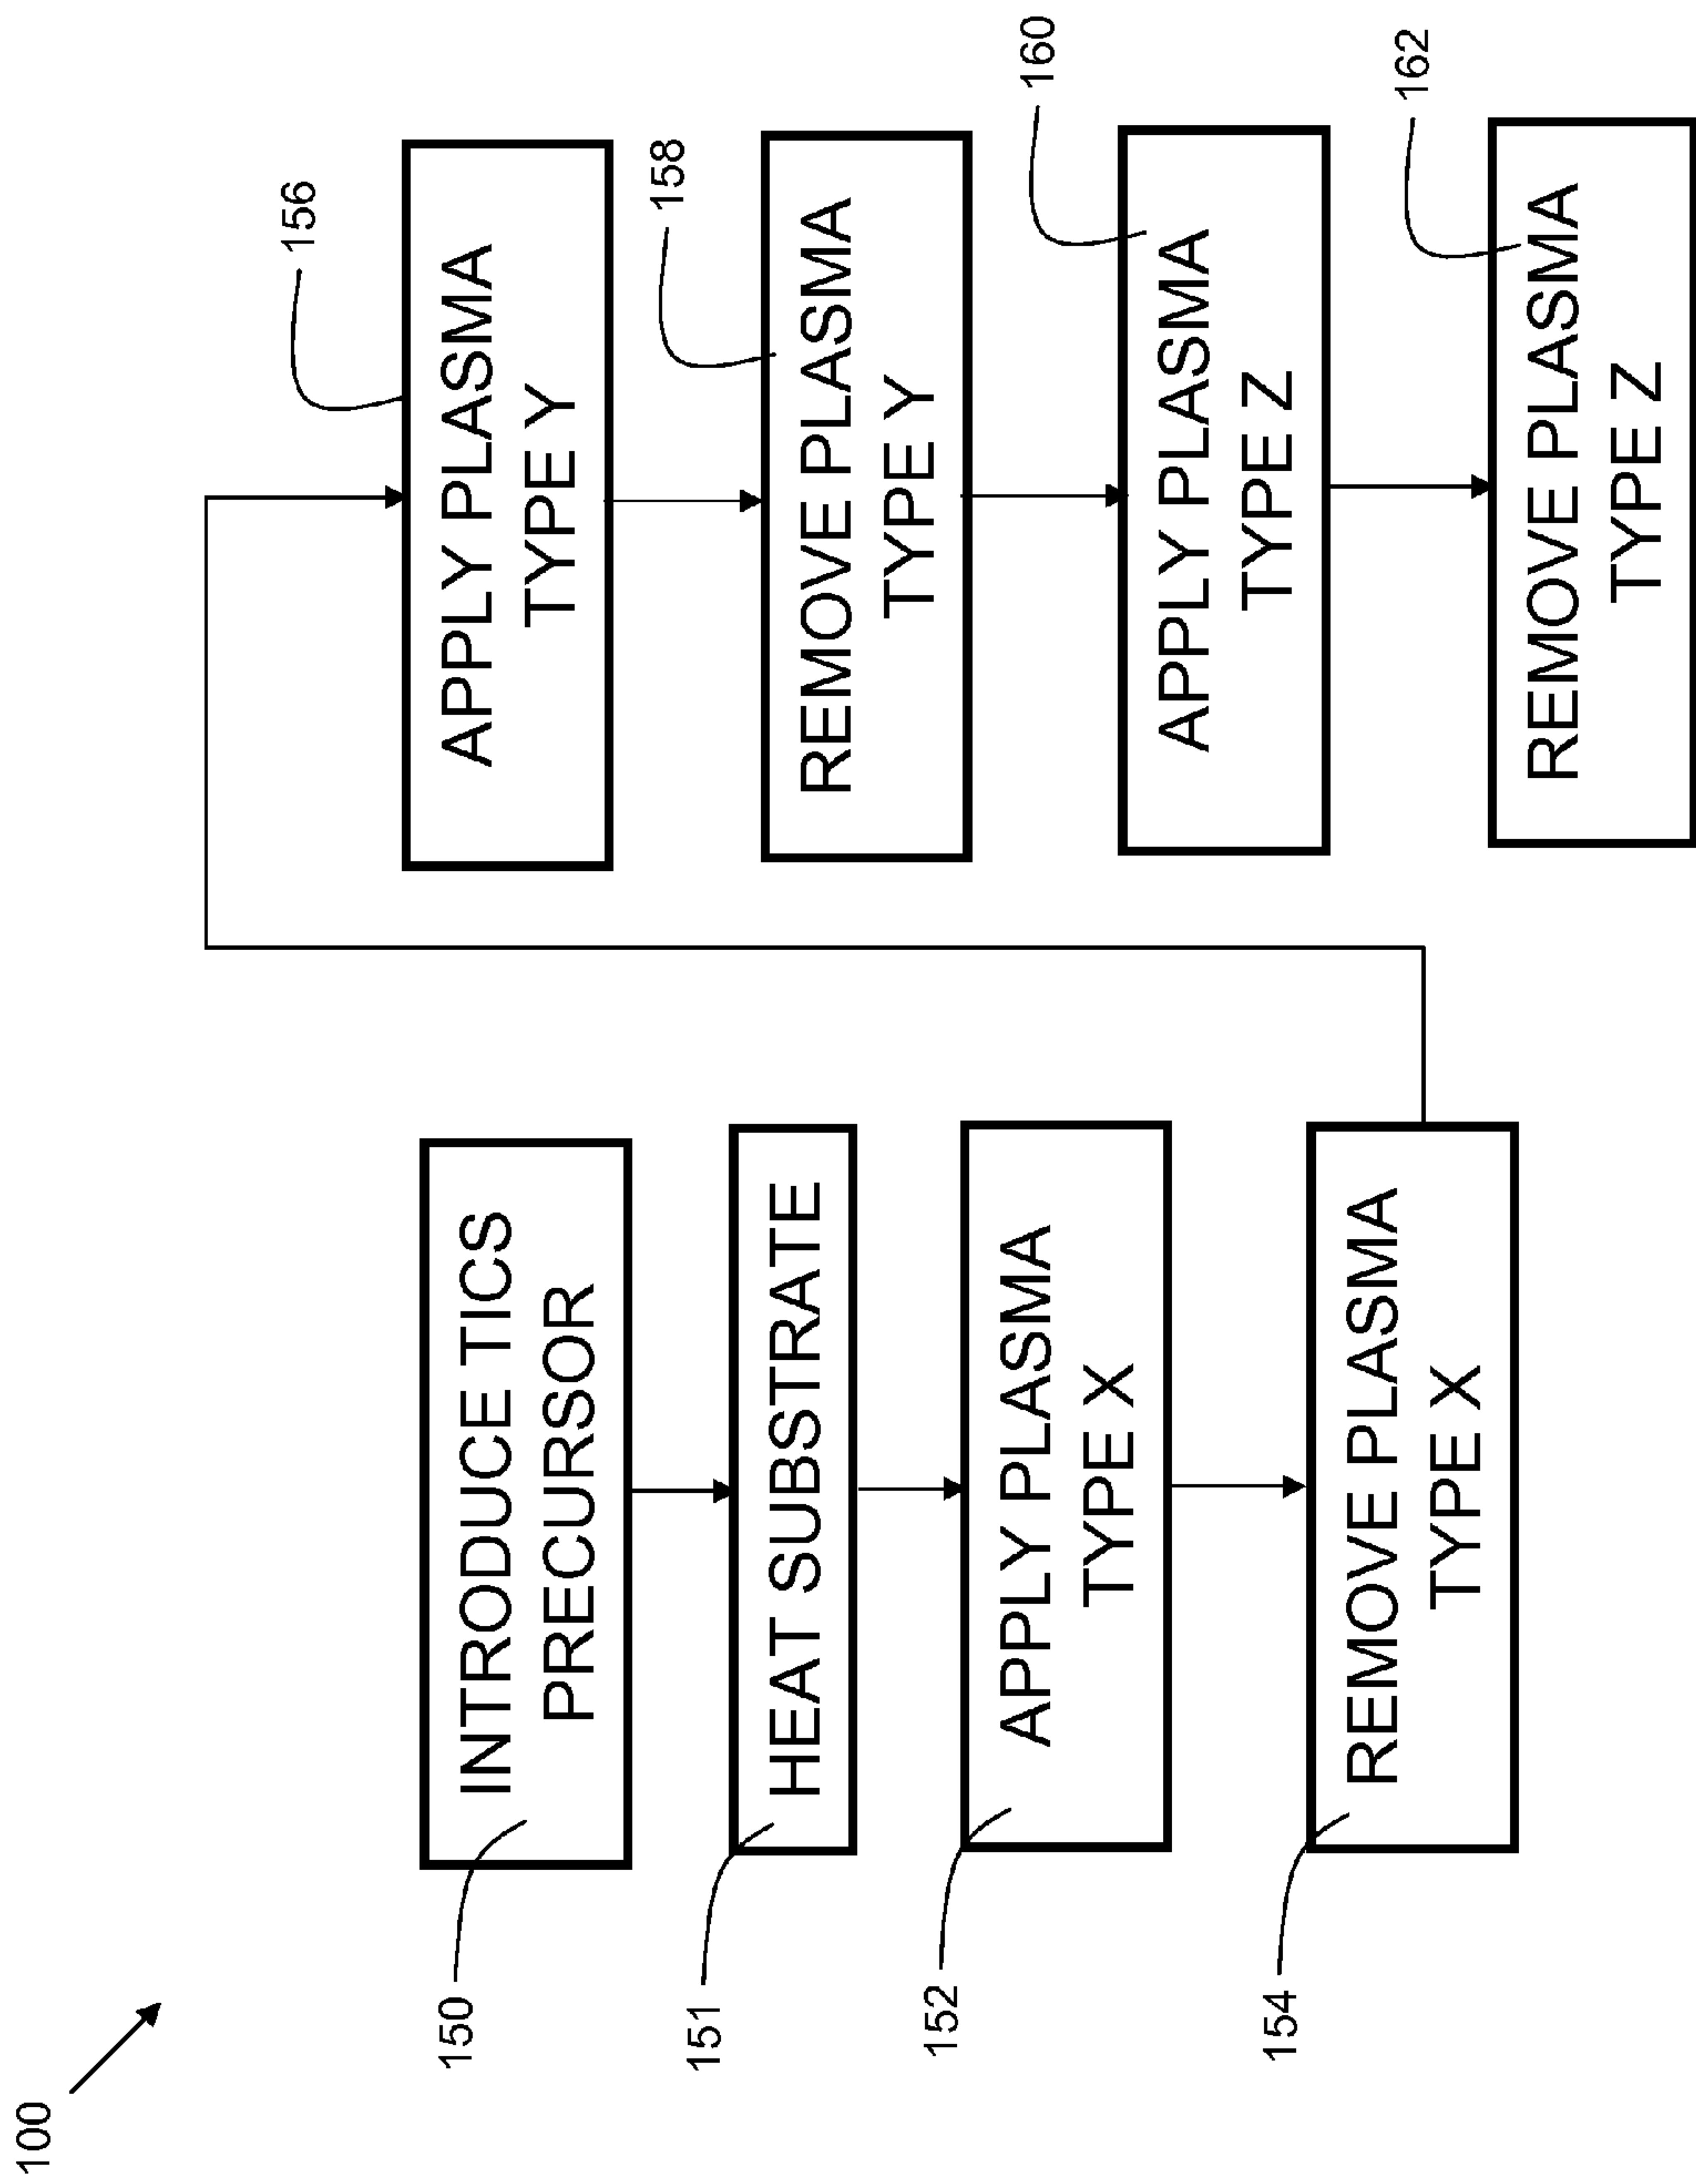 100
150
INTRODUCE TICS
PRECURSOR
151
HEAT SUBSTRATE
152
APPLY PLASMA
TYPE X
154
REMOVE PLASMA
TYPE X
156
APPLY PLASMA
TYPE Y
158
REMOVE PLASMA
TYPE Y
160
APPLY PLASMA
TYPE Z
162
REMOVE PLASMA
TYPE Z